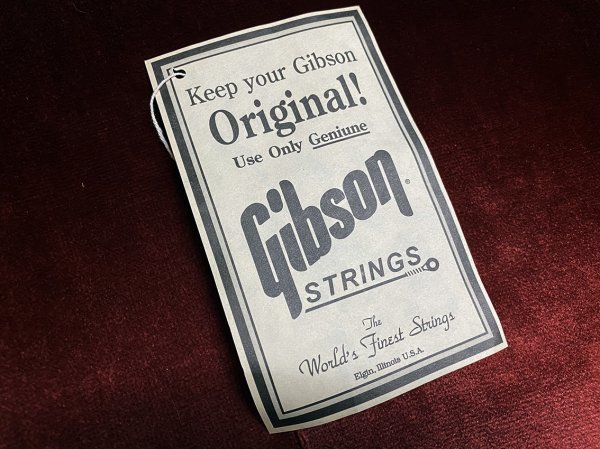 Keep your Gibson
Original!
Use Only Geniune
Gibson®
STRINGS
The
World's Finest Strings
Elgin, Illinois U.S.A.